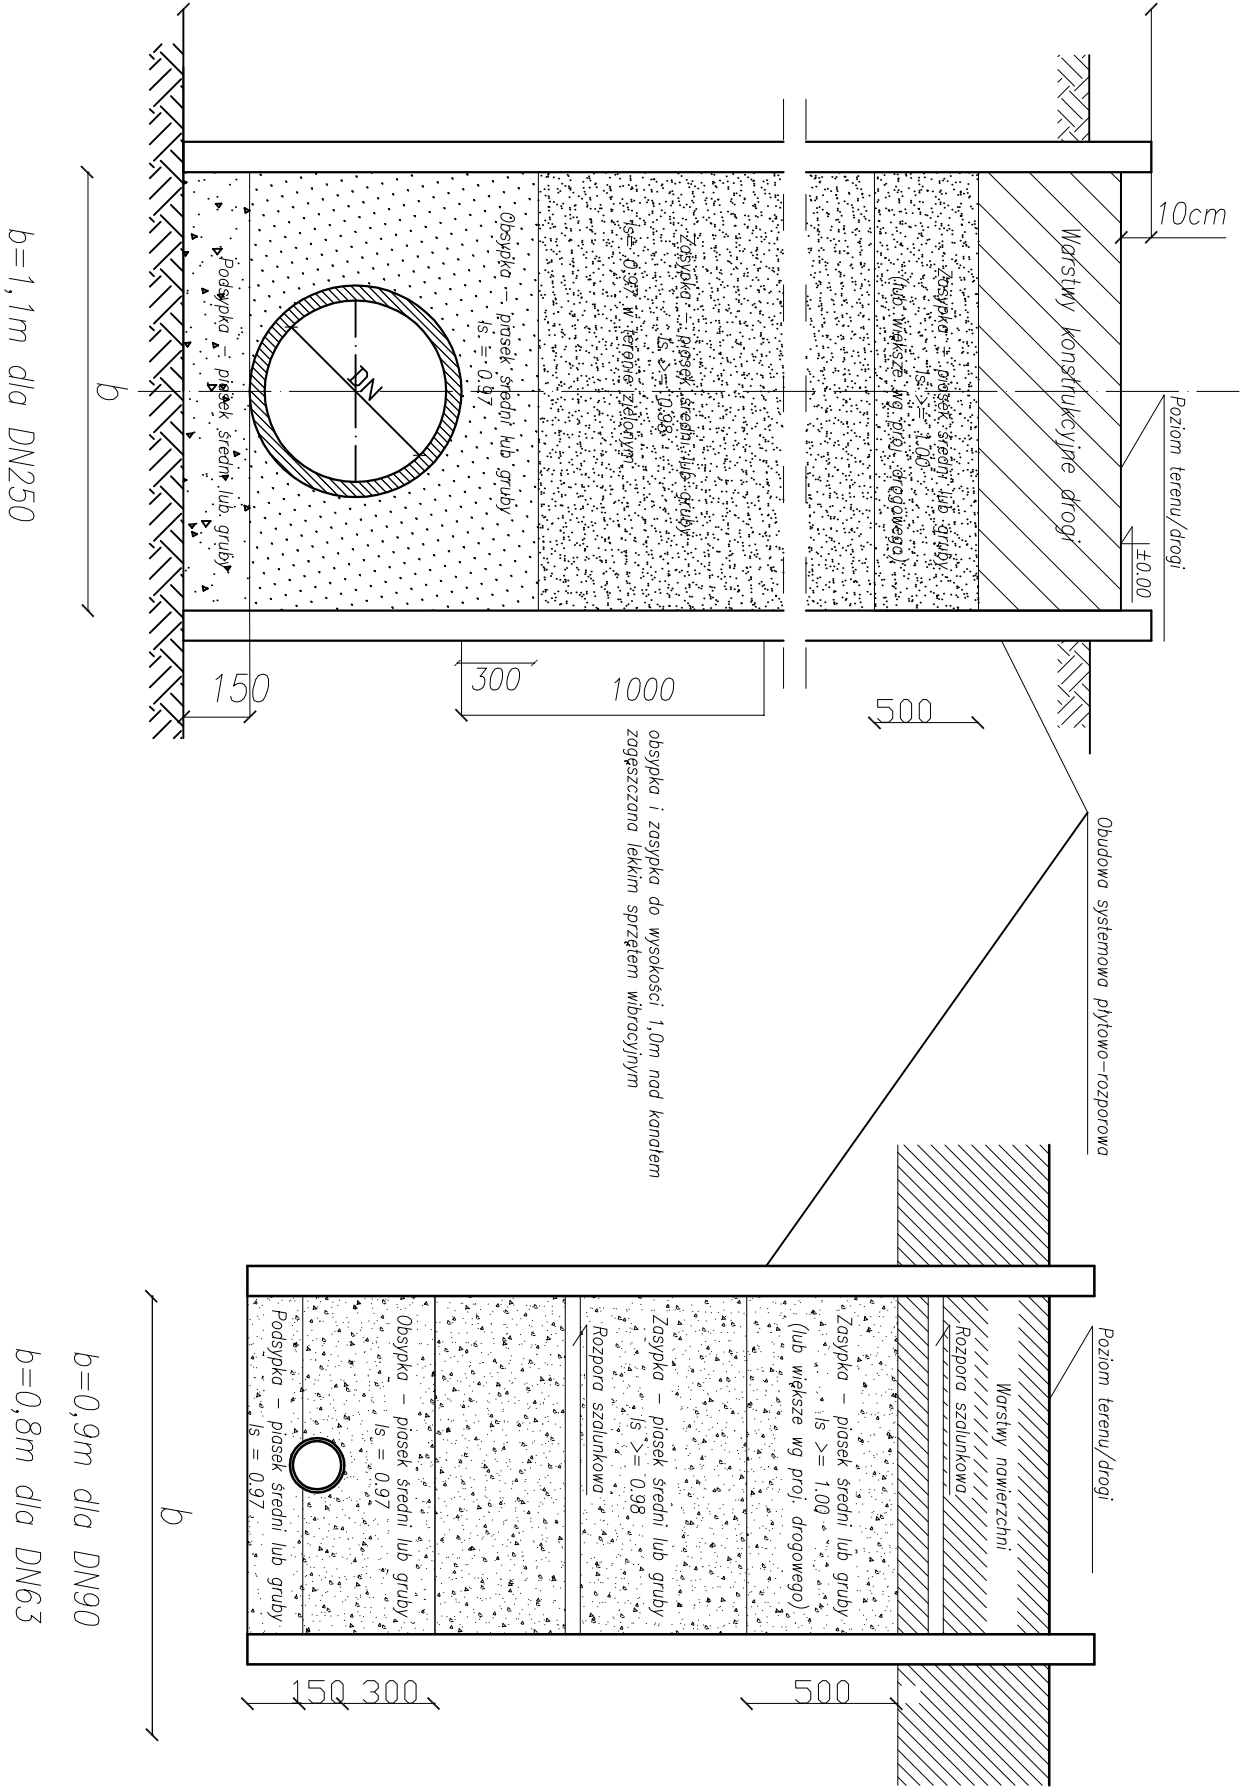 10cm
Poziom terenu/drogi
±0.00
Warstwy konstrukcyjne drogi
Zasypka – piasek średni lub gruby
Is >= 1.00
(lub większe wg proj. drogowego)
500
Zasypka – piasek średni lub gruby
Is >= 0.98
Is= 0.97 w terenie zielonym
1000
300
Obsypka – piasek średni lub gruby
Is = 0.97
DN
Podsypka – piasek średni lub gruby
150
b
b=1,1m dla DN250
Obudowa systemowa płytowo–rozporowa
obsypka i zasypka do wysokości 1,0m nad kanałem
zagęszczana lekkim sprzętem wibracyjnym
Poziom terenu/drogi
Warstwy nawierzchni
Rozpora szalunkowa
Zasypka – piasek średni lub gruby
Is >= 1.00
(lub większe wg proj. drogowego)
500
Zasypka – piasek średni lub gruby
Is >= 0.98
Rozpora szalunkowa
Obsypka – piasek średni lub gruby
Is = 0.97
300
150
Podsypka – piasek średni lub gruby
Is = 0.97
b
b=0,9m dla DN90
b=0,8m dla DN63